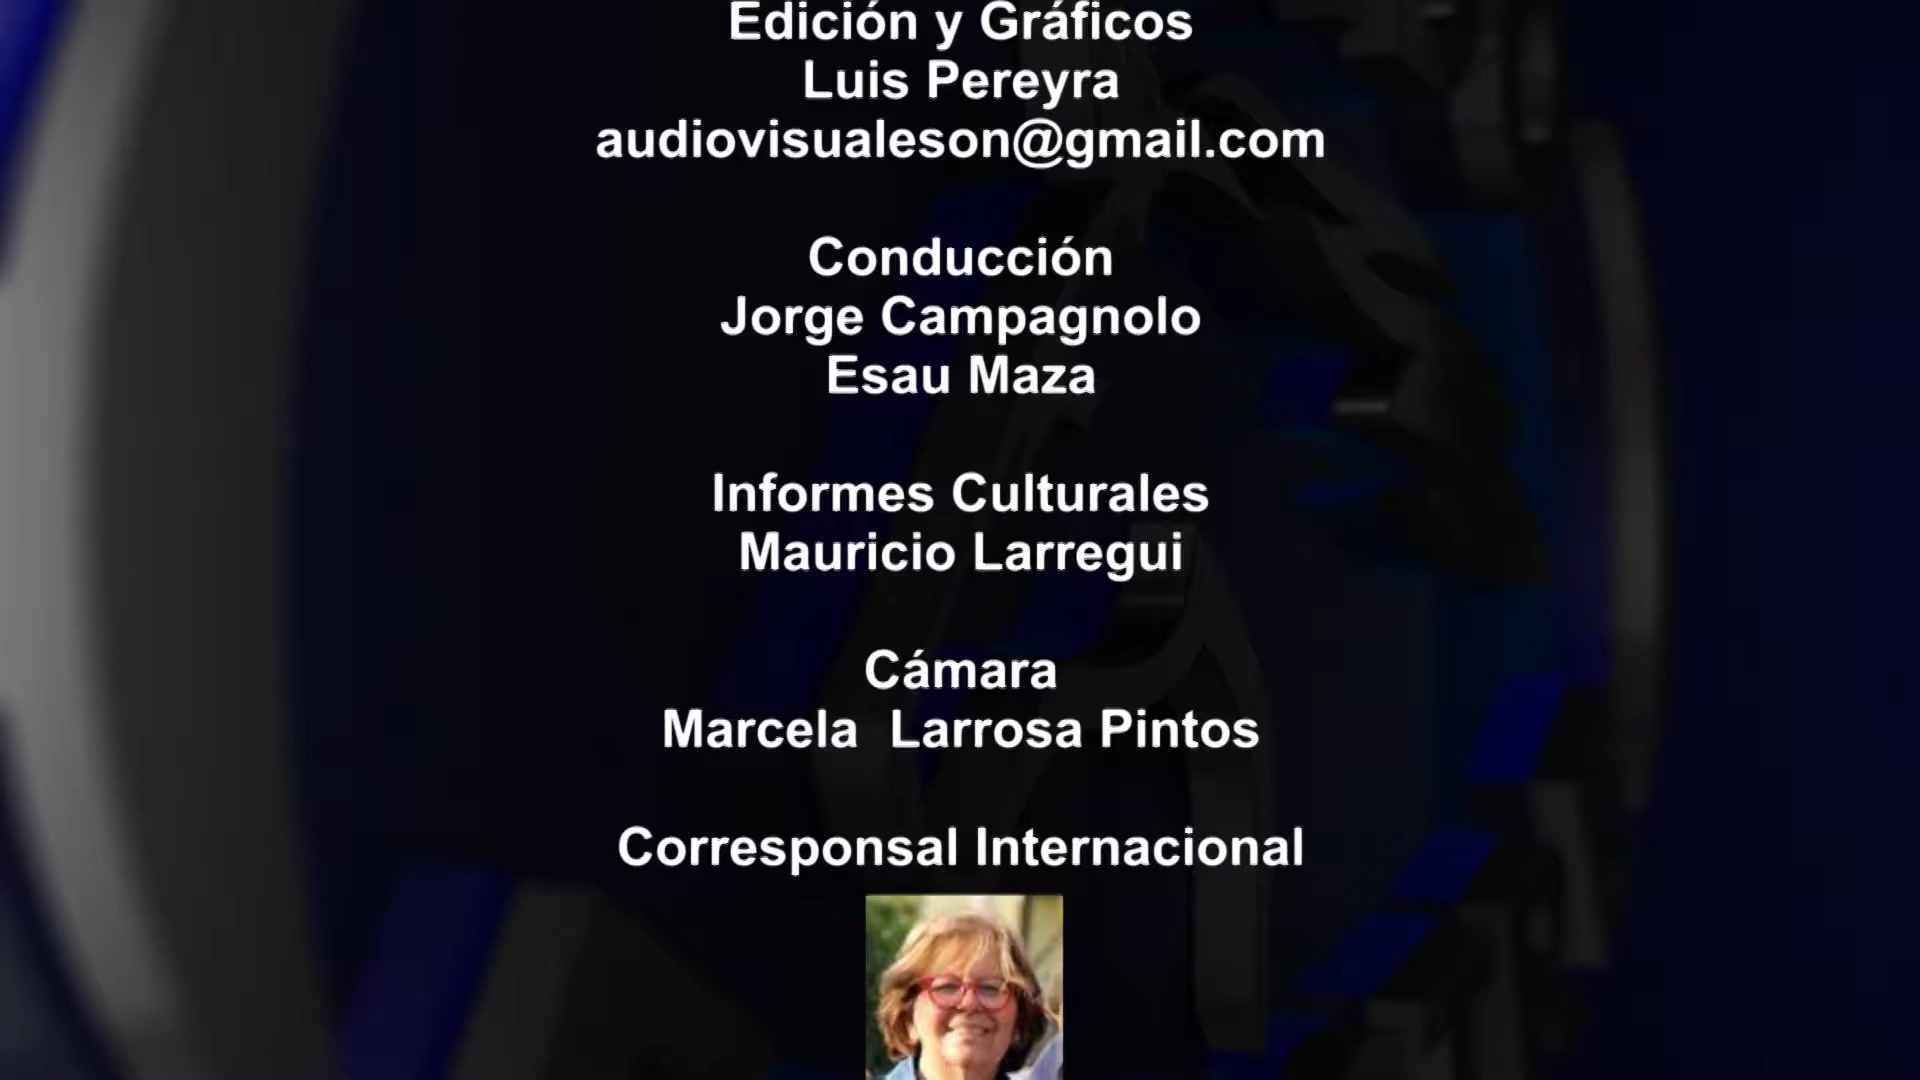 Edición y Gráficos
Luis Pereyra
audiovisualeson@gmail.com
Conducción
Jorge Campagnolo
Esau Maza
Informes Culturales
Mauricio Larregui
Cámara
Marcela  Larrosa Pintos
Corresponsal Internacional